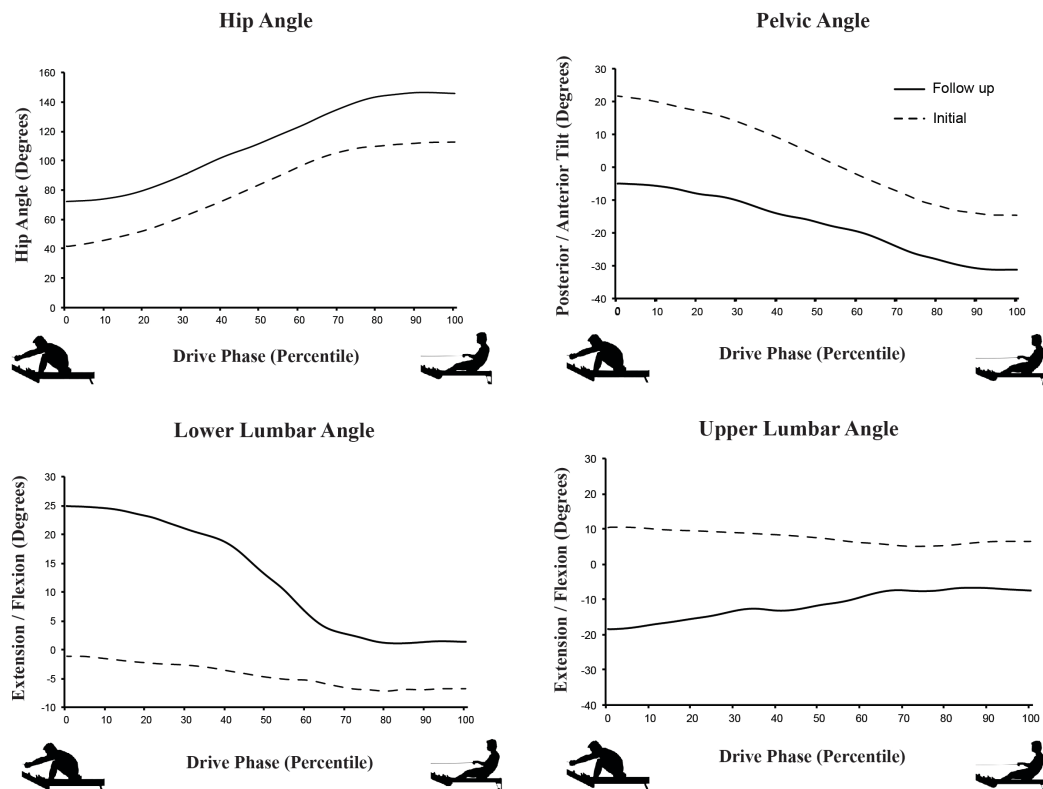 Hip Angle
Hip Angle (Degrees)
160
140
120
100
80
60
40
20
0
0 10 20 30 40 50 60 70 80 90 100
Drive Phase (Percentile)
Pelvic Angle
Posterior / Anterior Tilt (Degrees)
30
20
10
0
-10
-20
-30
-40
Follow up
Initial
0 10 20 30 40 50 60 70 80 90 100
Drive Phase (Percentile)
Lower Lumbar Angle
Extension / Flexion (Degrees)
30
25
20
15
10
5
0
-5
-10
0 10 20 30 40 50 60 70 80 90 100
Drive Phase (Percentile)
Upper Lumbar Angle
Extension / Flexion (Degrees)
30
20
10
0
-10
-20
-30
-40
0 10 20 30 40 50 60 70 80 90 100
Drive Phase (Percentile)